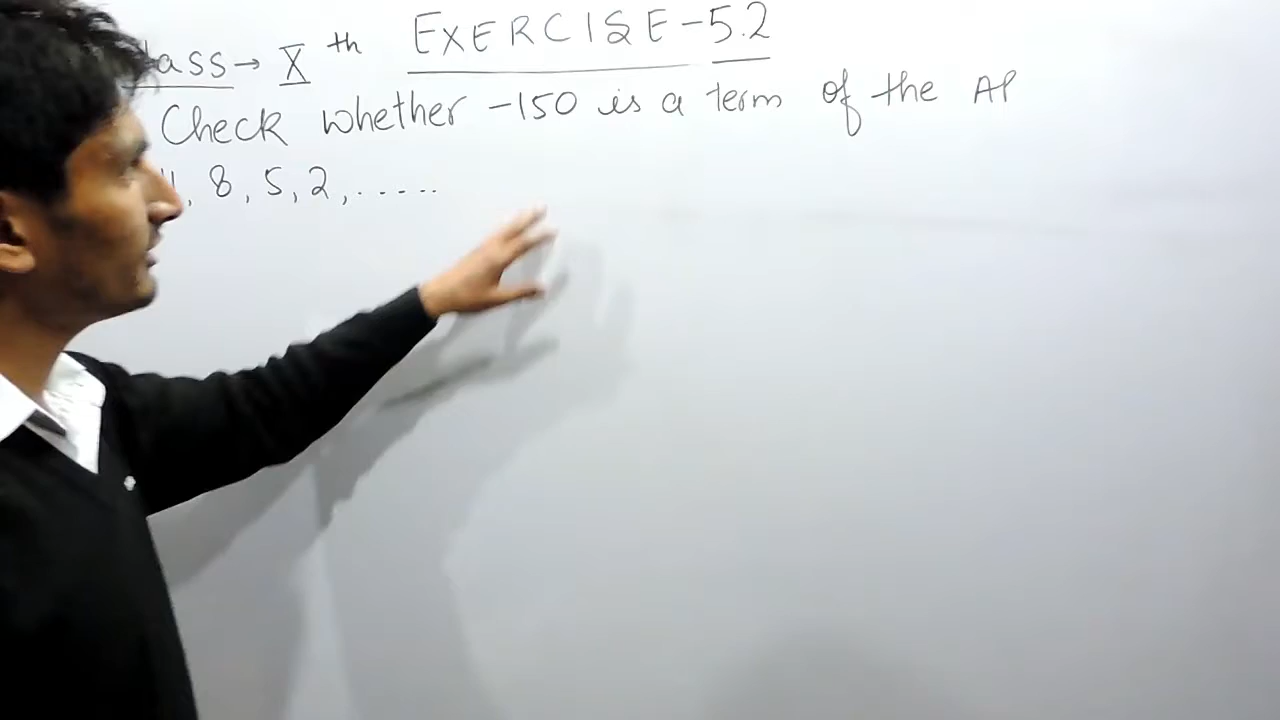 lass → X th EXERCISE - 5.2
Check whether -150 is a term of the AP
, 8, 5, 2, .....